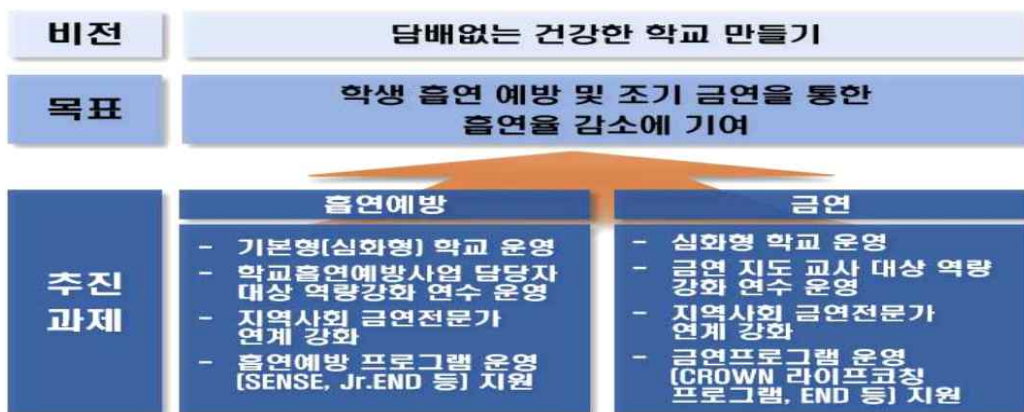 비전
담배없는 건강한 학교 만들기
목표
학생 흡연 예방 및 조기 금연을 통한
흡연율 감소에 기여
추진
과제
흡연예방
- 기본형(심화형) 학교 운영
- 학교흡연예방사업 담당자
대상 역량강화 연수 운영
- 지역사회 금연전문가
연계 강화
- 흡연예방 프로그램 운영
(SENSE, Jr.END 등) 지원
금연
- 심화형 학교 운영
- 금연 지도 교사 대상 역량
강화 연수 운영
- 지역사회 금연전문가
연계 강화
- 금연프로그램 운영
(CROWN 라이프코칭
프로그램, END 등) 지원